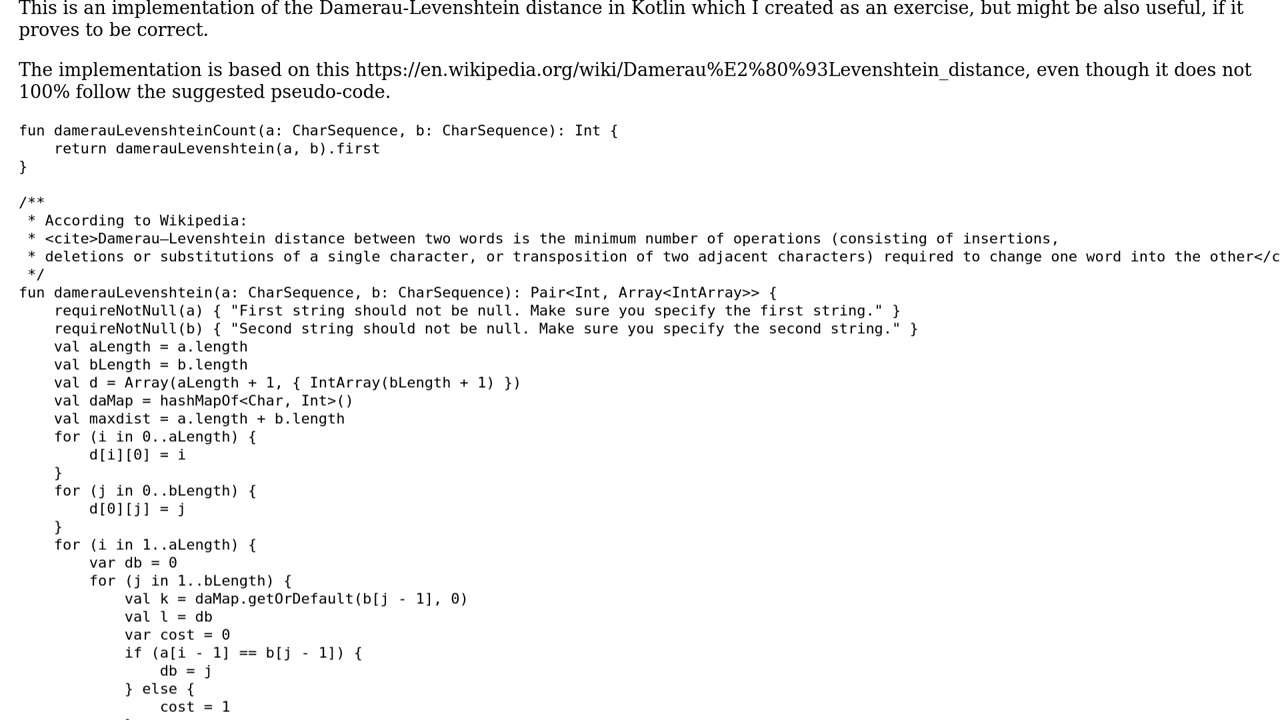 This is an implementation of the Damerau-Levenshtein distance in Kotlin which I created as an exercise, but might be also useful, if it
proves to be correct.
The implementation is based on this https://en.wikipedia.org/wiki/Damerau%E2%80%93Levenshtein_distance, even though it does not
100% follow the suggested pseudo-code.
fun damerauLevenshteinCount(a: CharSequence, b: CharSequence): Int {
    return damerauLevenshtein(a, b).first
}
/**
 * According to Wikipedia:
 * <cite>Damerau–Levenshtein distance between two words is the minimum number of operations (consisting of insertions,
 * deletions or substitutions of a single character, or transposition of two adjacent characters) required to change one word into the other</c
 */
fun damerauLevenshtein(a: CharSequence, b: CharSequence): Pair<Int, Array<IntArray>> {
    requireNotNull(a) { "First string should not be null. Make sure you specify the first string." }
    requireNotNull(b) { "Second string should not be null. Make sure you specify the second string." }
    val aLength = a.length
    val bLength = b.length
    val d = Array(aLength + 1, { IntArray(bLength + 1) })
    val daMap = hashMapOf<Char, Int>()
    val maxdist = a.length + b.length
    for (i in 0..aLength) {
        d[i][0] = i
    }
    for (j in 0..bLength) {
        d[0][j] = j
    }
    for (i in 1..aLength) {
        var db = 0
        for (j in 1..bLength) {
            val k = daMap.getOrDefault(b[j - 1], 0)
            val l = db
            var cost = 0
            if (a[i - 1] == b[j - 1]) {
                db = j
            } else {
                cost = 1